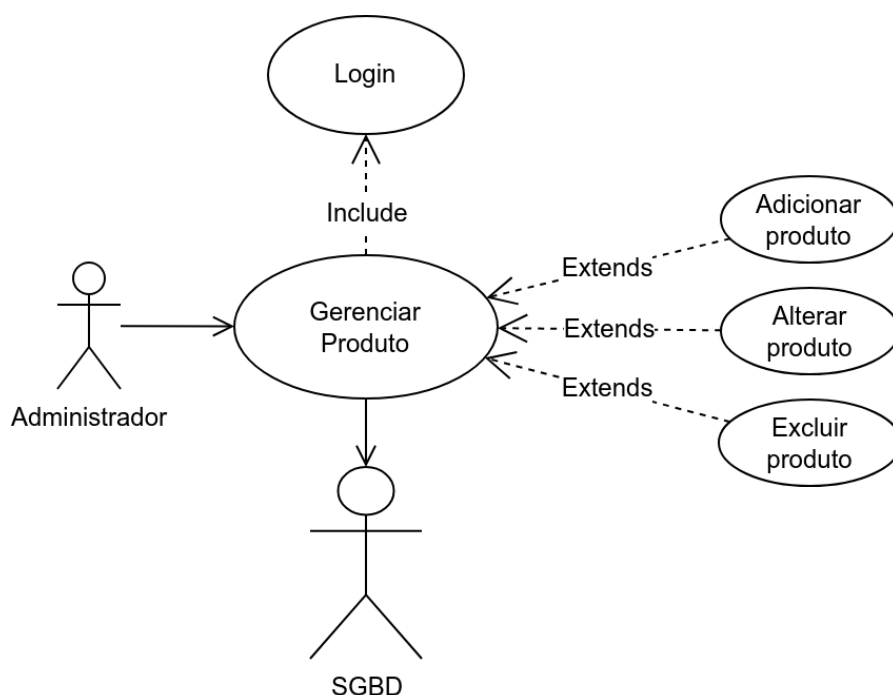 Login
Include
Adicionar
produto
Extends
Gerenciar
Produto
Extends
Alterar
produto
Extends
Administrador
Excluir
produto
SGBD